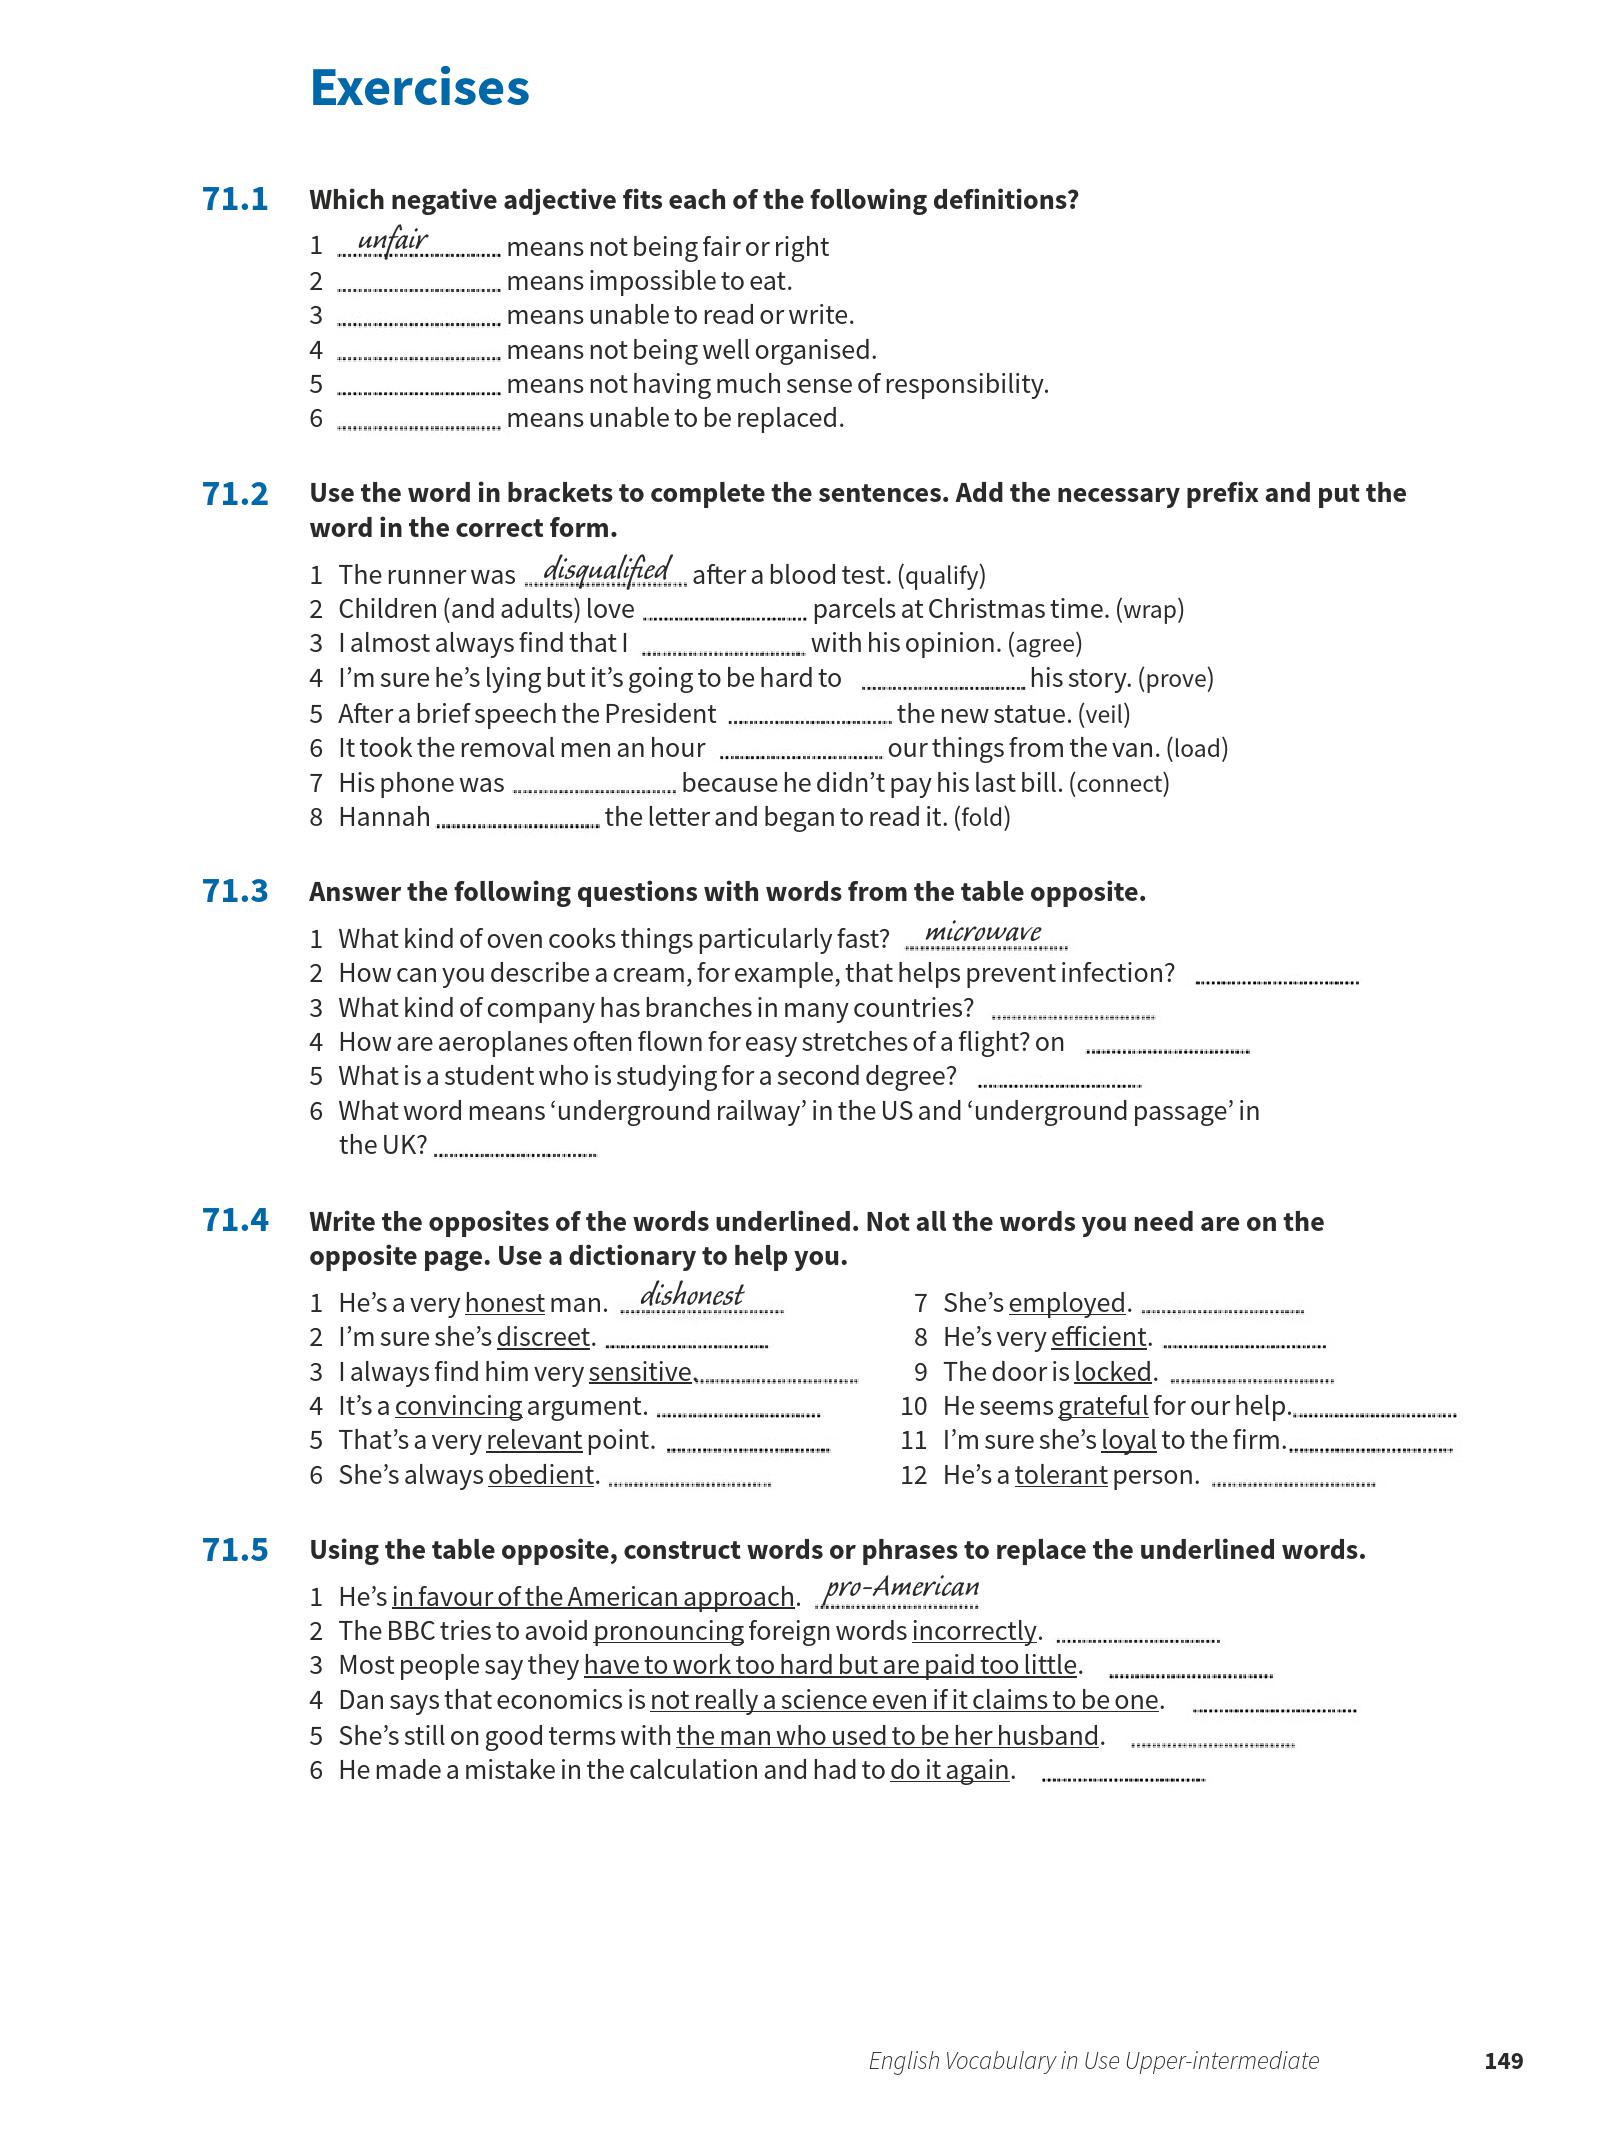 Exercises
71.1 Which negative adjective fits each of the following definitions?
1 unfair means not being fair or right
2 .................... means impossible to eat.
3 .................... means unable to read or write.
4 .................... means not being well organised.
5 .................... means not having much sense of responsibility.
6 .................... means unable to be replaced.
71.2 Use the word in brackets to complete the sentences. Add the necessary prefix and put the
word in the correct form.
1 The runner was disqualified after a blood test. (qualify)
2 Children (and adults) love .................... parcels at Christmas time. (wrap)
3 I almost always find that I .................... with his opinion. (agree)
4 I’m sure he’s lying but it’s going to be hard to .................... his story. (prove)
5 After a brief speech the President .................... the new statue. (veil)
6 It took the removal men an hour .................... our things from the van. (load)
7 His phone was .................... because he didn’t pay his last bill. (connect)
8 Hannah .................... the letter and began to read it. (fold)
71.3 Answer the following questions with words from the table opposite.
1 What kind of oven cooks things particularly fast? microwave
2 How can you describe a cream, for example, that helps prevent infection? ....................
3 What kind of company has branches in many countries? ....................
4 How are aeroplanes often flown for easy stretches of a flight? on ....................
5 What is a student who is studying for a second degree? ....................
6 What word means ‘underground railway’ in the US and ‘underground passage’ in
the UK? ....................
71.4 Write the opposites of the words underlined. Not all the words you need are on the
opposite page. Use a dictionary to help you.
1 He’s a very honest man. dishonest
2 I’m sure she’s discreet. ....................
3 I always find him very sensitive. ....................
4 It’s a convincing argument. ....................
5 That’s a very relevant point. ....................
6 She’s always obedient. ....................
7 She’s employed. ....................
8 He’s very efficient. ....................
9 The door is locked. ....................
10 He seems grateful for our help. ....................
11 I’m sure she’s loyal to the firm. ....................
12 He’s a tolerant person. ....................
71.5 Using the table opposite, construct words or phrases to replace the underlined words.
1 He’s in favour of the American approach. pro-American
2 The BBC tries to avoid pronouncing foreign words incorrectly. ....................
3 Most people say they have to work too hard but are paid too little. ....................
4 Dan says that economics is not really a science even if it claims to be one. ....................
5 She’s still on good terms with the man who used to be her husband. ....................
6 He made a mistake in the calculation and had to do it again. ....................
English Vocabulary in Use Upper-intermediate 149